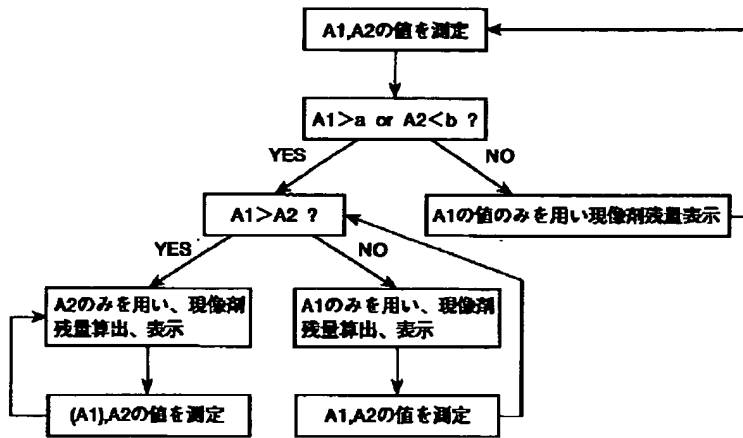 A1,A2の値を測定
A1>a or A2<b ?
YES
NO
A1>A2 ?
A1の値のみを用い現像剤残量表示
YES
NO
A2のみを用い、現像剤
残量算出、表示
A1のみを用い、現像剤
残量算出、表示
(A1),A2の値を測定
A1,A2の値を測定